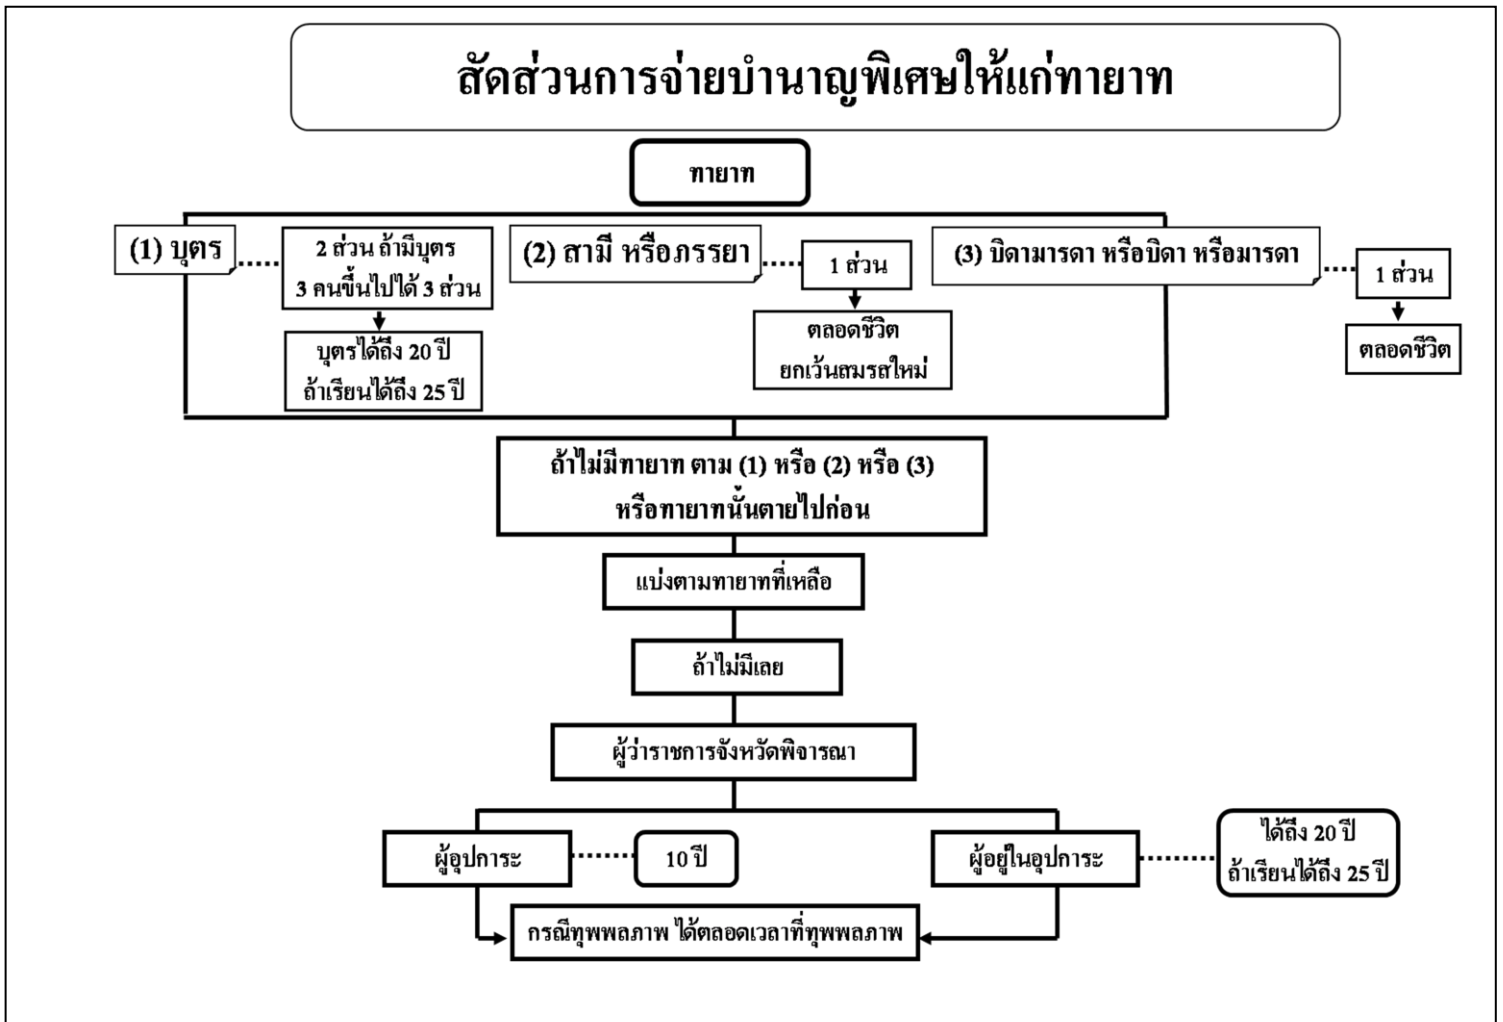 สัดส่วนการจ่ายบำนาญพิเศษให้แก่ทายาท
ทายาท
(1) บุตร
2 ส่วน ถ้ามีบุตร
3 คนขึ้นไปได้ 3 ส่วน
บุตรได้ถึง 20 ปี
ถ้าเรียนได้ถึง 25 ปี
(2) สามี หรือภรรยา
1 ส่วน
ตลอดชีวิต
ยกเว้นสมรสใหม่
(3) บิดามารดา หรือบิดา หรือมารดา
1 ส่วน
ตลอดชีวิต
ถ้าไม่มีทายาท ตาม (1) หรือ (2) หรือ (3)
หรือทายาทนั้นตายไปก่อน
แบ่งตามทายาทที่เหลือ
ถ้าไม่มีเลย
ผู้ว่าราชการจังหวัดพิจารณา
ผู้อุปการะ
10 ปี
ผู้อยู่ในอุปการะ
ได้ถึง 20 ปี
ถ้าเรียนได้ถึง 25 ปี
กรณีทุพพลภาพ ได้ตลอดเวลาที่ทุพพลภาพ